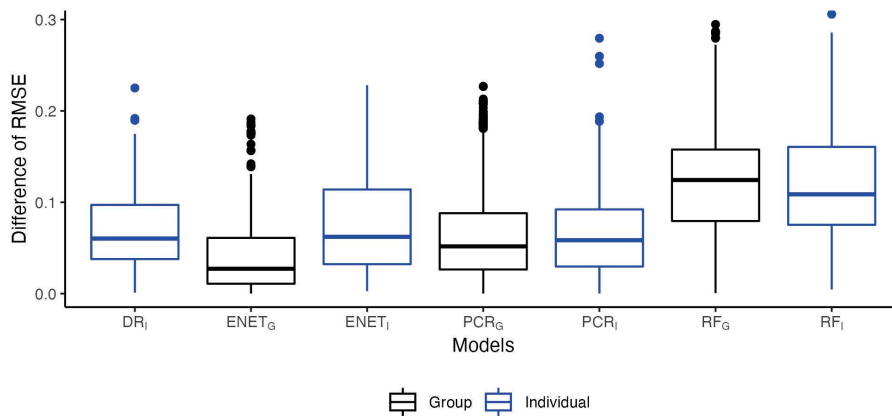 Difference of RMSE
0.3
0.2
0.1
0.0
DR_I ENET_G ENET_I PCR_G PCR_I RF_G RF_I
Models
Group Individual